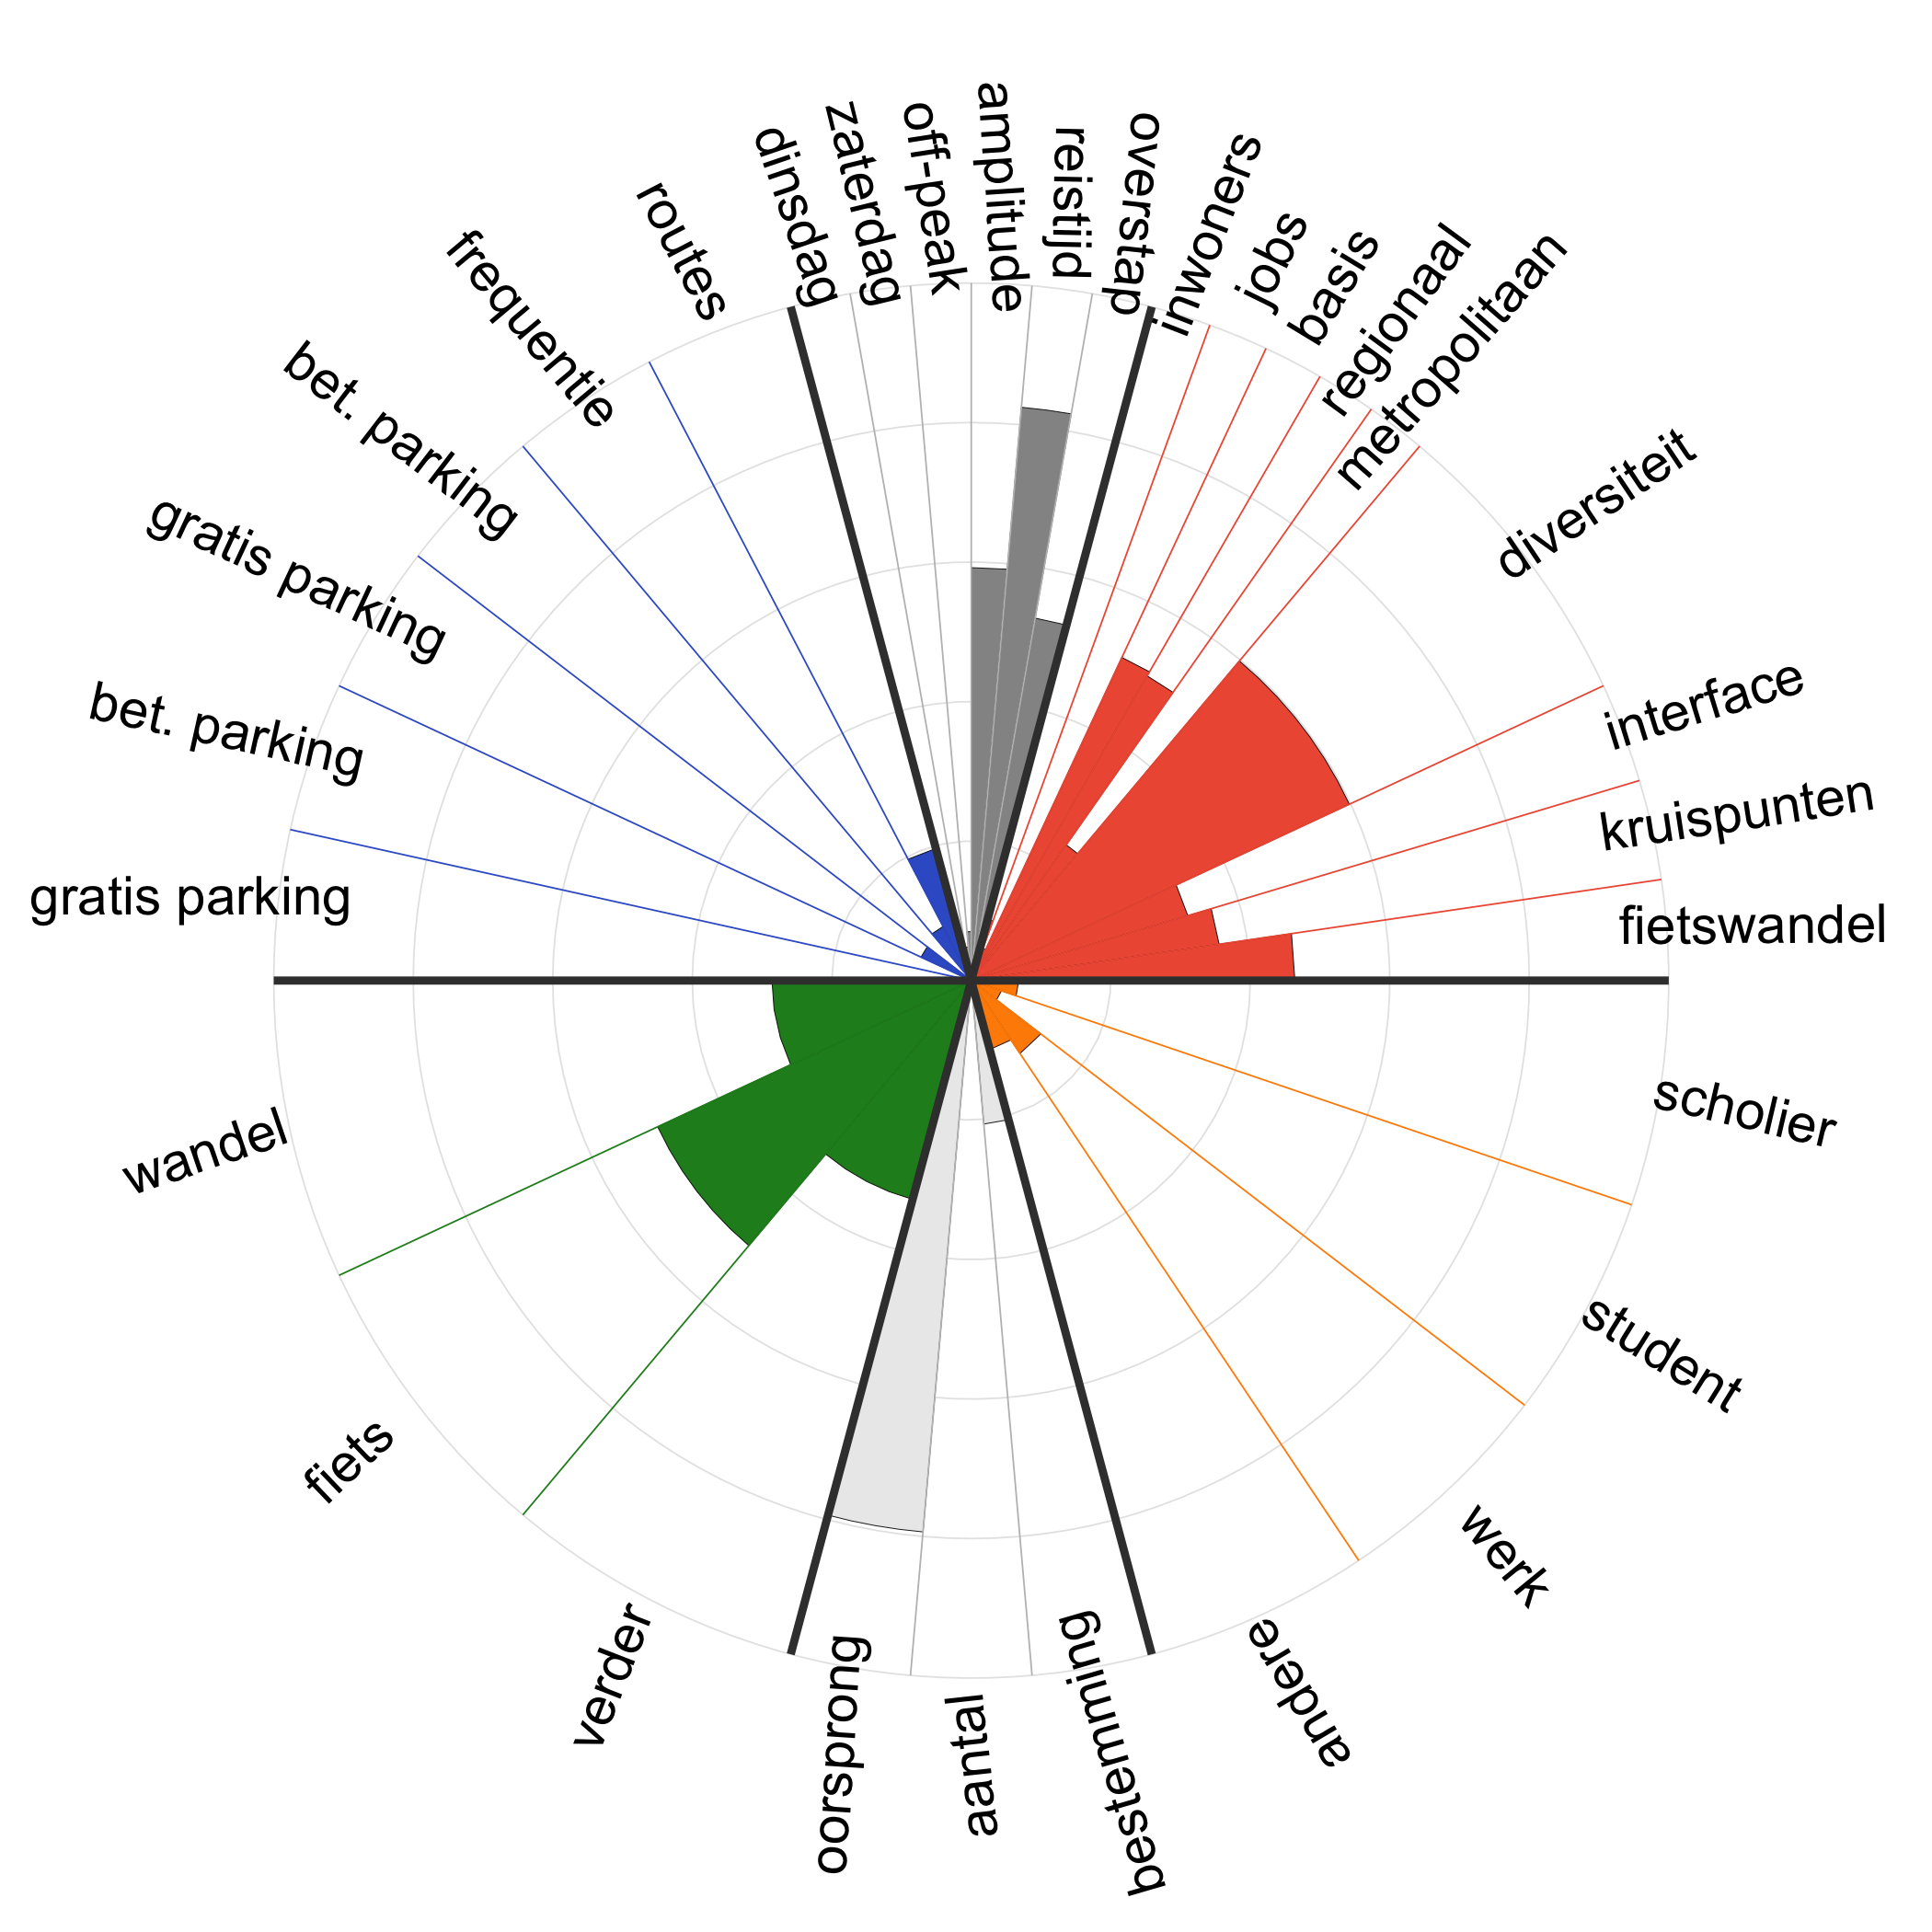 dinsdag
zaterdag
off-peak
amplitude
reistijd
overstap
inwoners
jobs
basis
regionaal
metropolitaan
diversiteit
interface
kruispunten
fietswandel
scholier
student
werk
andere
bestemming
aantal
oorsprong
verder
fiets
wandel
gratis parking
bet. parking
gratis parking
bet. parking
frequentie
routes